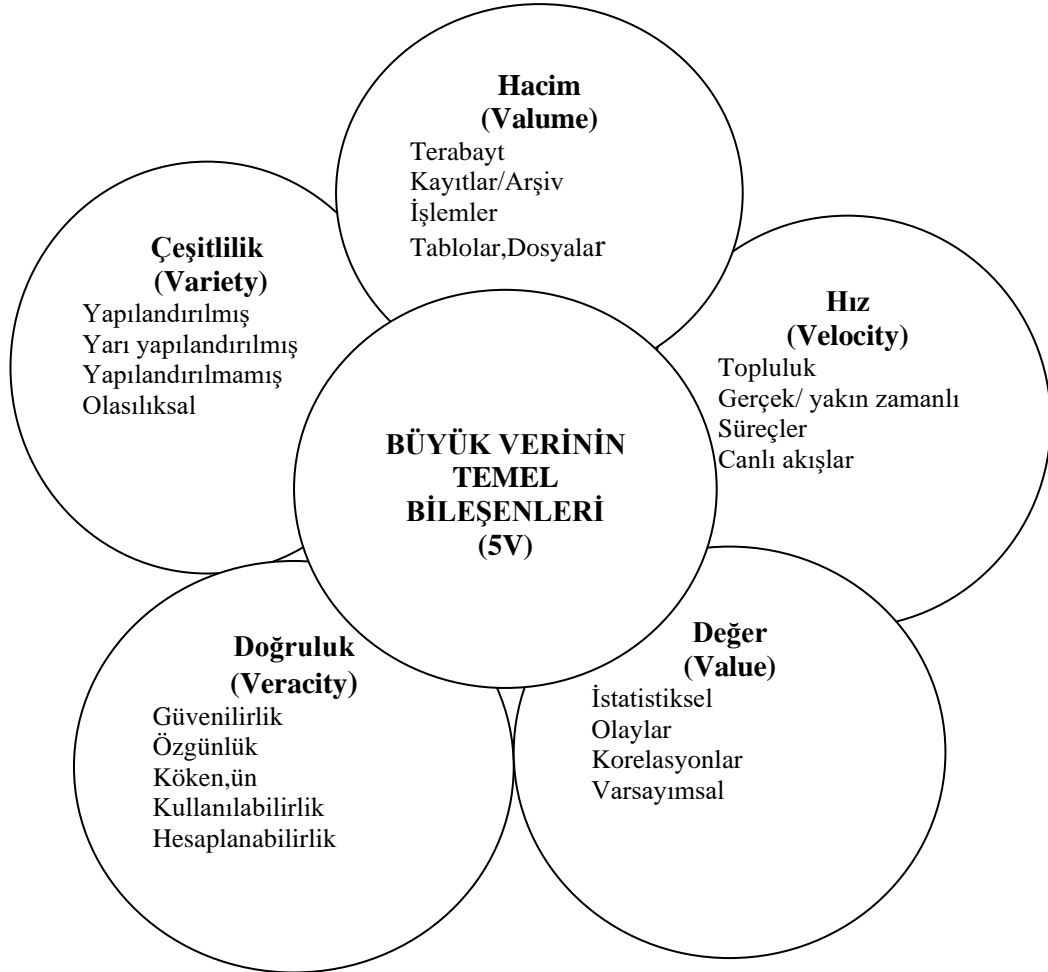 Hacim
(Valume)
Terabayt
Kayıtlar/Arşiv
İşlemler
Tablolar,Dosyalar
Çeşitlilik
(Variety)
Yapılandırılmış
Yarı yapılandırılmış
Yapılandırılmamış
Olasılıksal
Hız
(Velocity)
Topluluk
Gerçek/ yakın zamanlı
Süreçler
Canlı akışlar
BÜYÜK VERİNİN
TEMEL
BİLEŞENLERİ
(5V)
Doğruluk
(Veracity)
Güvenilirlik
Özgünlük
Köken,ün
Kullanılabilirlik
Hesaplanabilirlik
Değer
(Value)
İstatistiksel
Olaylar
Korelasyonlar
Varsayımsal